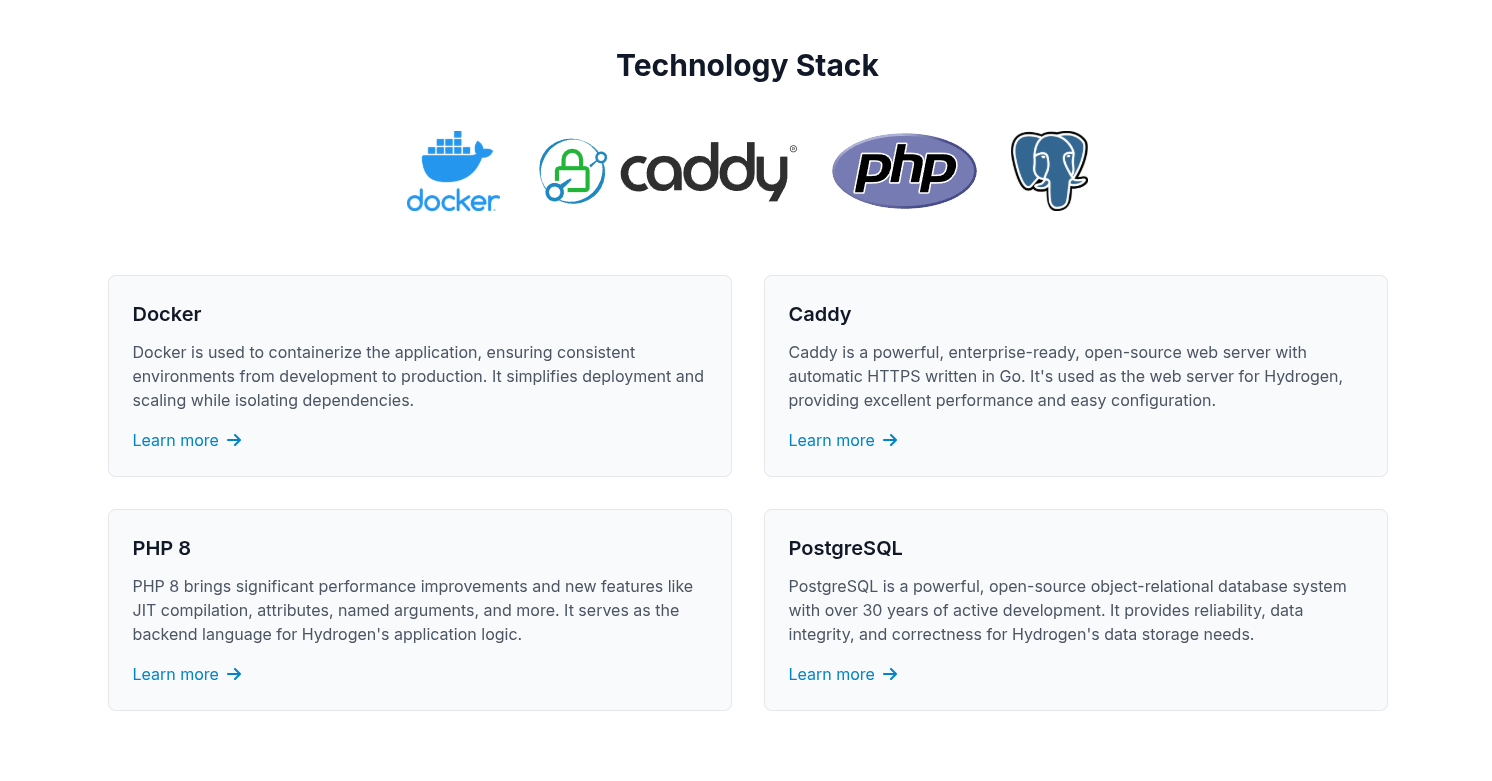 Technology Stack
docker
caddy®
php
Docker
Docker is used to containerize the application, ensuring consistent
environments from development to production. It simplifies deployment and
scaling while isolating dependencies.
Learn more →
Caddy
Caddy is a powerful, enterprise-ready, open-source web server with
automatic HTTPS written in Go. It's used as the web server for Hydrogen,
providing excellent performance and easy configuration.
Learn more →
PHP 8
PHP 8 brings significant performance improvements and new features like
JIT compilation, attributes, named arguments, and more. It serves as the
backend language for Hydrogen's application logic.
Learn more →
PostgreSQL
PostgreSQL is a powerful, open-source object-relational database system
with over 30 years of active development. It provides reliability, data
integrity, and correctness for Hydrogen's data storage needs.
Learn more →